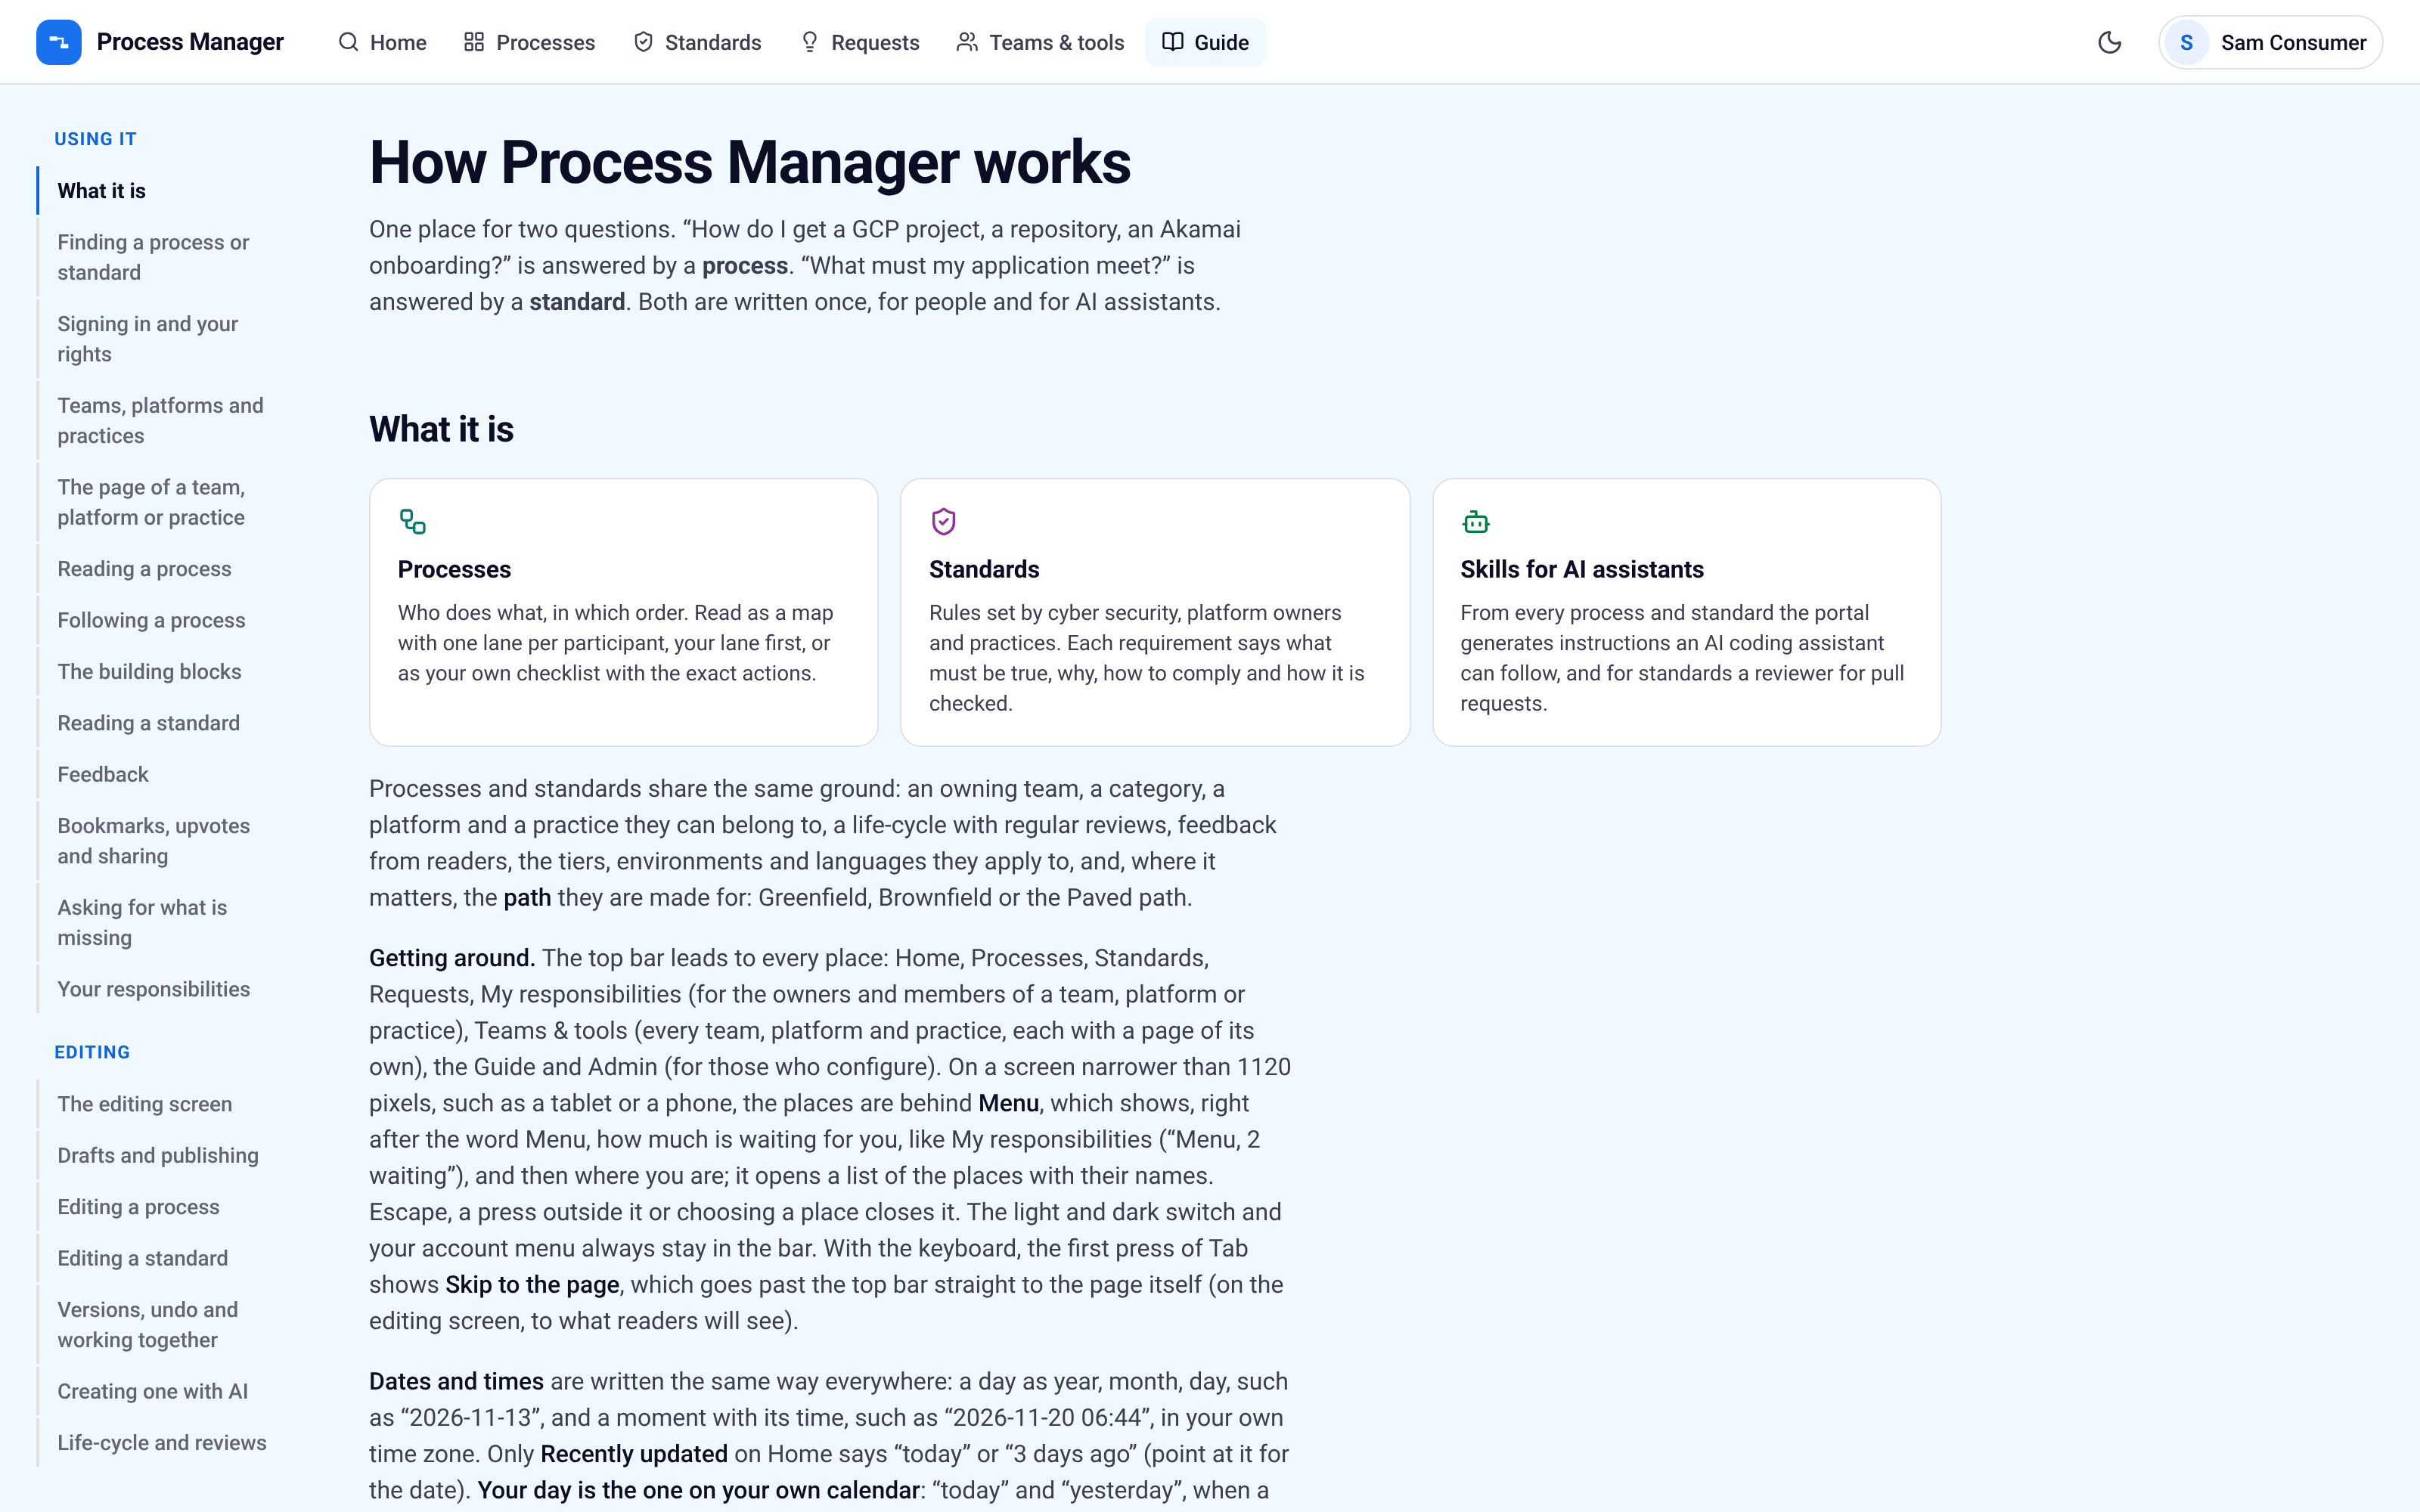 Process Manager
Home
Processes
Standards
Requests
Teams & tools
Guide
S
Sam Consumer
USING IT
What it is
Finding a process or
standard
Signing in and your
rights
Teams, platforms and
practices
The page of a team,
platform or practice
Reading a process
Following a process
The building blocks
Reading a standard
Feedback
Bookmarks, upvotes
and sharing
Asking for what is
missing
Your responsibilities
EDITING
The editing screen
Drafts and publishing
Editing a process
Editing a standard
Versions, undo and
working together
Creating one with AI
Life-cycle and reviews
How Process Manager works
One place for two questions. “How do I get a GCP project, a repository, an Akamai
onboarding?” is answered by a process. “What must my application meet?” is
answered by a standard. Both are written once, for people and for AI assistants.
What it is
Processes
Who does what, in which order. Read as a map
with one lane per participant, your lane first, or
as your own checklist with the exact actions.
Standards
Rules set by cyber security, platform owners
and practices. Each requirement says what
must be true, why, how to comply and how it is
checked.
Skills for AI assistants
From every process and standard the portal
generates instructions an AI coding assistant
can follow, and for standards a reviewer for pull
requests.
Processes and standards share the same ground: an owning team, a category, a
platform and a practice they can belong to, a life-cycle with regular reviews, feedback
from readers, the tiers, environments and languages they apply to, and, where it
matters, the path they are made for: Greenfield, Brownfield or the Paved path.
Getting around. The top bar leads to every place: Home, Processes, Standards,
Requests, My responsibilities (for the owners and members of a team, platform or
practice), Teams & tools (every team, platform and practice, each with a page of its
own), the Guide and Admin (for those who configure). On a screen narrower than 1120
pixels, such as a tablet or a phone, the places are behind Menu, which shows, right
after the word Menu, how much is waiting for you, like My responsibilities (“Menu, 2
waiting”), and then where you are; it opens a list of the places with their names.
Escape, a press outside it or choosing a place closes it. The light and dark switch and
your account menu always stay in the bar. With the keyboard, the first press of Tab
shows Skip to the page, which goes past the top bar straight to the page itself (on the
editing screen, to what readers will see).
Dates and times are written the same way everywhere: a day as year, month, day, such
as “2026-11-13”, and a moment with its time, such as “2026-11-20 06:44”, in your own
time zone. Only Recently updated on Home says “today” or “3 days ago” (point at it for
the date). Your day is the one on your own calendar: “today” and “yesterday”, when a